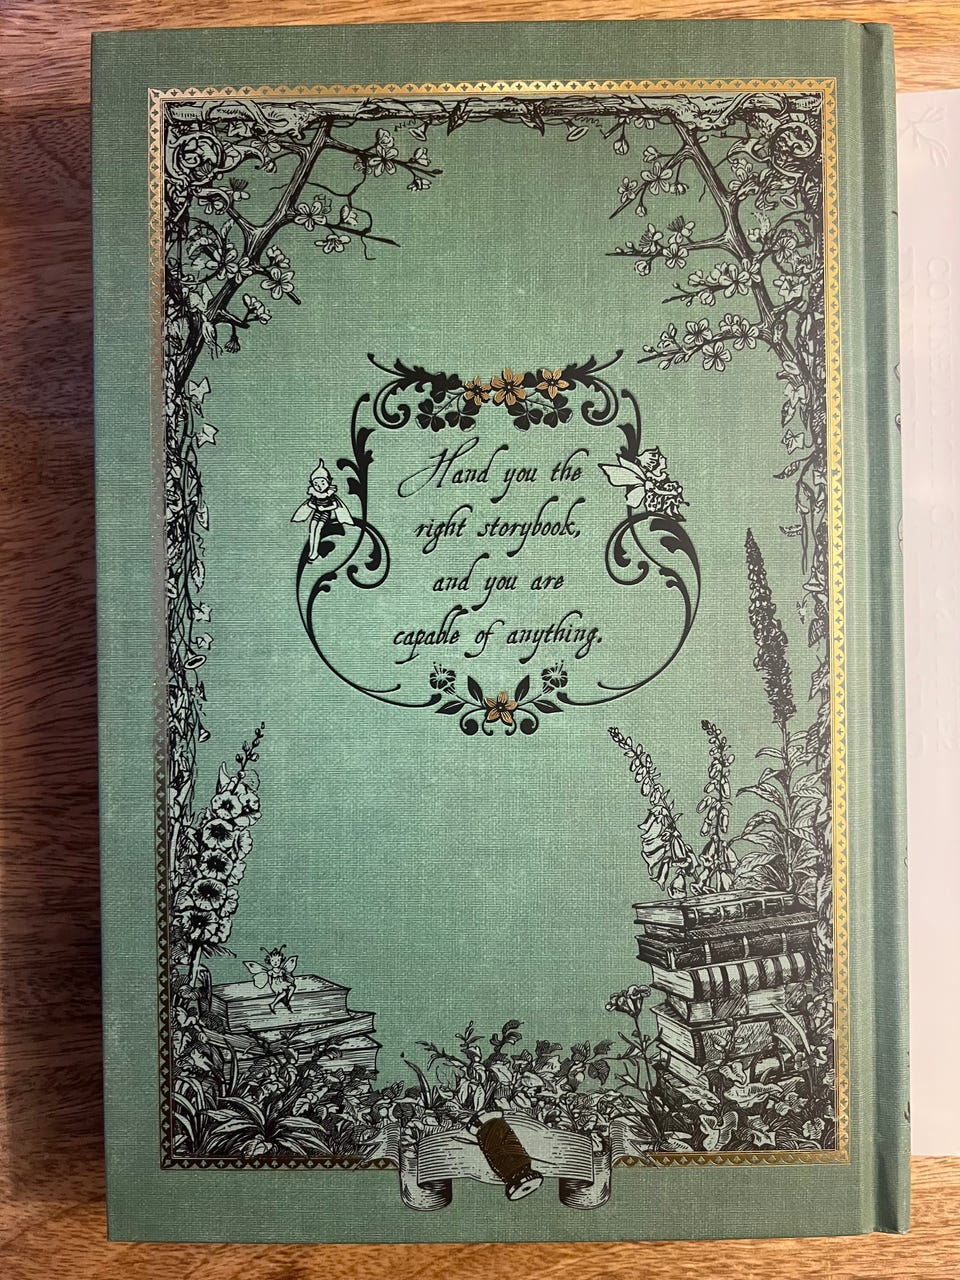 Hand you the
right storybook,
and you are
capable of anything.